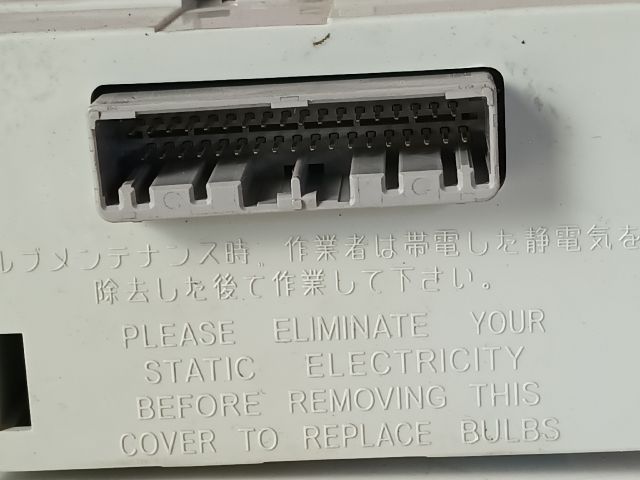 ルブメンテナンス時、作業者は帯電した静電気を
除去した後で作業して下さい。
PLEASE ELIMINATE YOUR
STATIC ELECTRICITY
BEFORE REMOVING THIS
COVER TO REPLACE BULBS